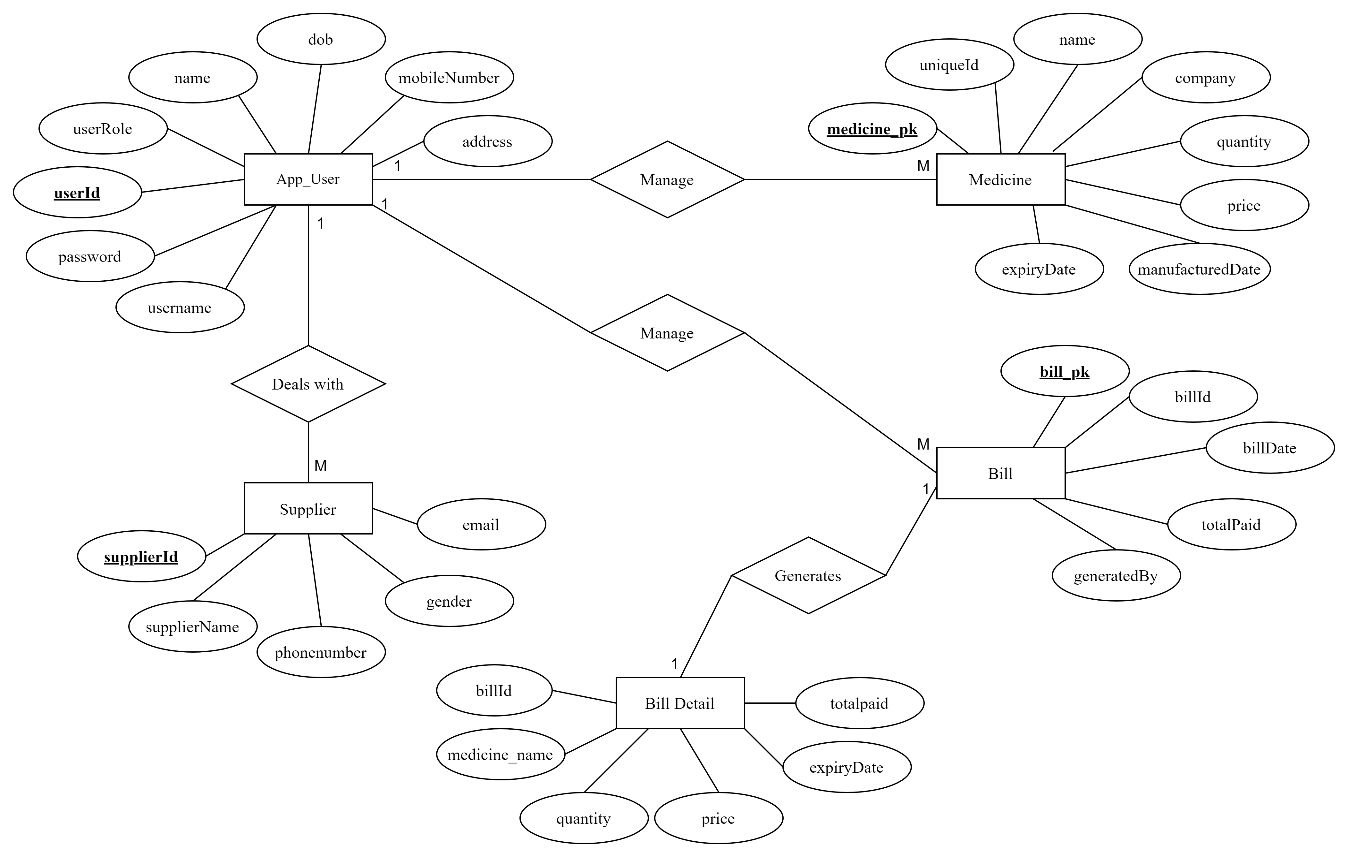 dob
name
name
mobileNumber
uniqueId
company
userRole
address
medicine_pk
quantity
1
M
App_User
Manage
Medicine
userId
1
price
1
password
expiryDate
manufacturedDate
username
Manage
bill_pk
Deals with
billId
M
billDate
M
Bill
1
Supplier
email
totalPaid
supplierId
Generates
generatedBy
gender
supplierName
phonenumber
1
billId
Bill Detail
totalpaid
medicine_name
expiryDate
quantity
price